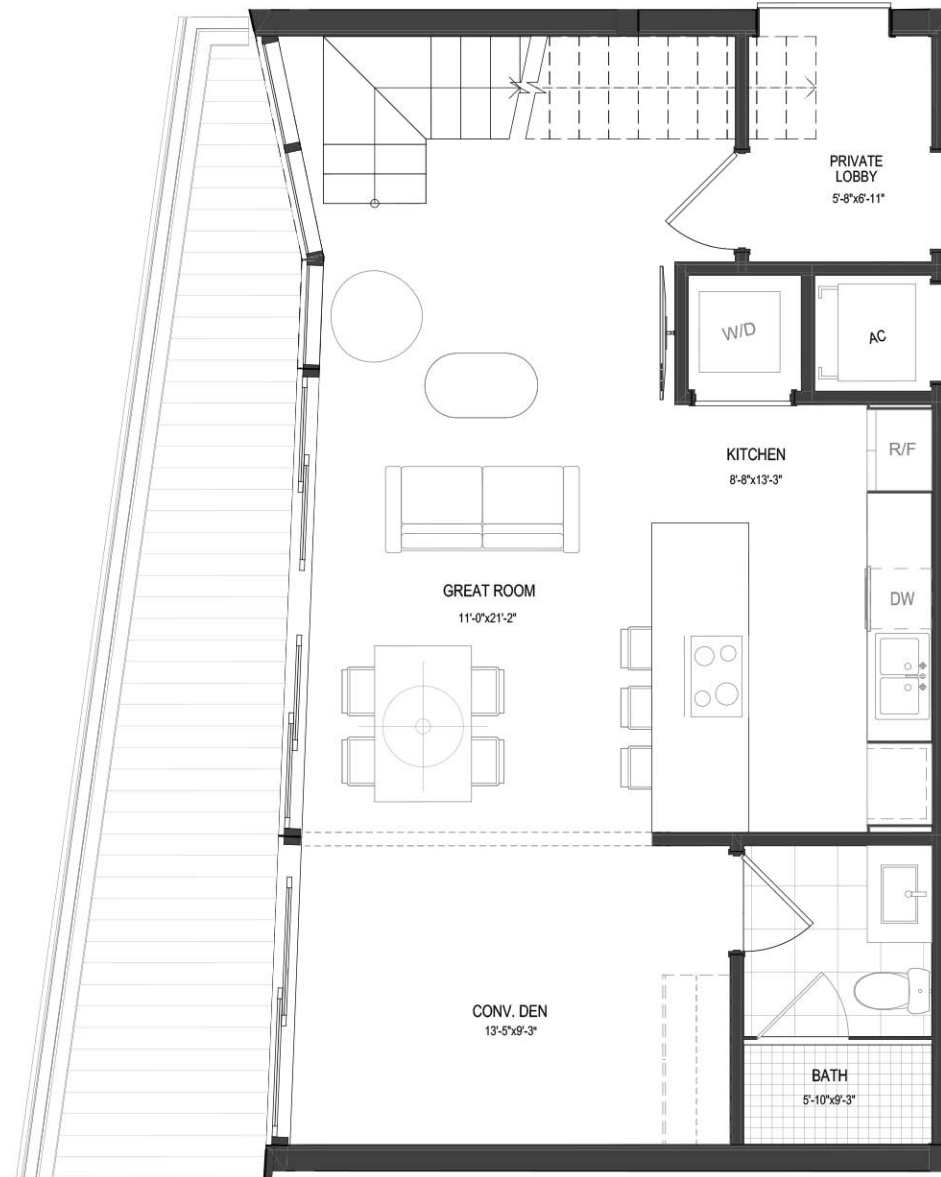 PRIVATE
LOBBY
5'-8"x6'-11"
W/D
AC
KITCHEN
8'-8"x13'-3"
R/F
GREAT ROOM
11'-0"x21'-2"
DW
CONV. DEN
13'-5"x9'-3"
BATH
5'-10"x9'-3"